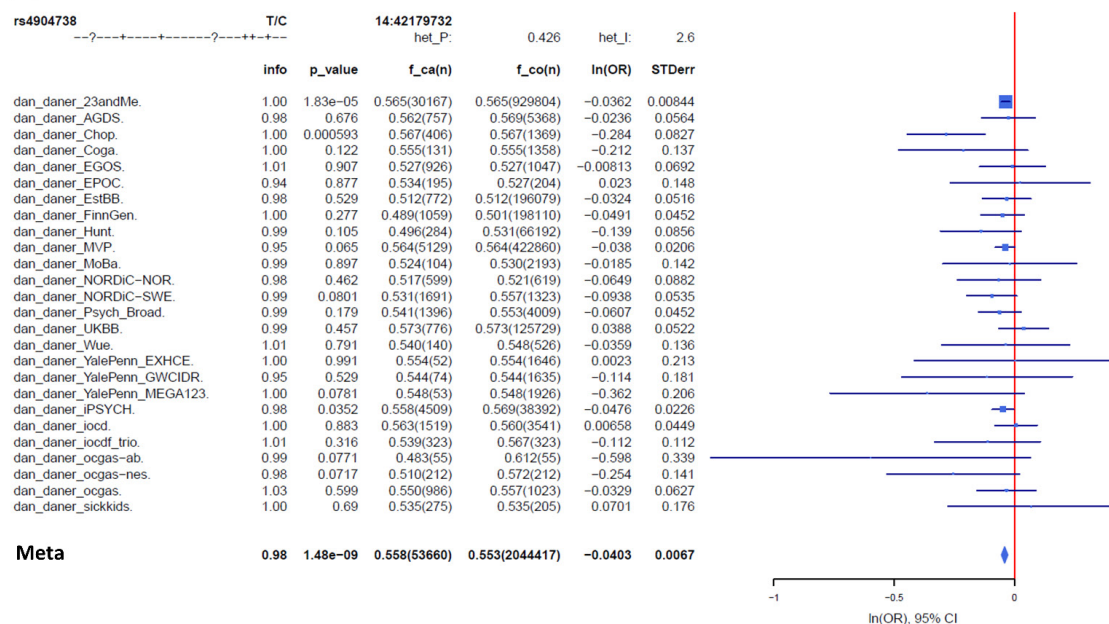 rs4904738 T/C 14:42179732
−−?−−−+−−−−+−−−−−−?−−−++−+−− het_P: 0.426 het_I: 2.6
info p_value f_ca(n) f_co(n) ln(OR) STDerr
dan_daner_23andMe. 1.00 1.83e−05 0.565(30167) 0.565(929804) −0.0362 0.00844
dan_daner_AGDS. 0.98 0.676 0.562(757) 0.569(5368) −0.0236 0.0564
dan_daner_Chop. 1.00 0.000593 0.567(406) 0.567(1369) −0.284 0.0827
dan_daner_Coga. 1.00 0.122 0.555(131) 0.555(1358) −0.212 0.137
dan_daner_EGOS. 1.01 0.907 0.527(926) 0.527(1047) −0.00813 0.0692
dan_daner_EPOC. 0.94 0.877 0.534(195) 0.527(204) 0.023 0.148
dan_daner_EstBB. 0.98 0.529 0.512(772) 0.512(196079) −0.0324 0.0516
dan_daner_FinnGen. 1.00 0.277 0.489(1059) 0.501(198110) −0.0491 0.0452
dan_daner_Hunt. 0.99 0.105 0.496(284) 0.531(66192) −0.139 0.0856
dan_daner_MVP. 0.95 0.065 0.564(5129) 0.564(422860) −0.038 0.0206
dan_daner_MoBa. 0.99 0.897 0.524(104) 0.530(2193) −0.0185 0.142
dan_daner_NORDiC−NOR. 0.98 0.462 0.517(599) 0.521(619) −0.0649 0.0882
dan_daner_NORDiC−SWE. 0.99 0.0801 0.531(1691) 0.557(1323) −0.0938 0.0535
dan_daner_Psych_Broad. 0.99 0.179 0.541(1396) 0.553(4009) −0.0607 0.0452
dan_daner_UKBB. 0.99 0.457 0.573(776) 0.573(125729) 0.0388 0.0522
dan_daner_Wue. 1.01 0.791 0.540(140) 0.548(526) −0.0359 0.136
dan_daner_YalePenn_EXHCE. 1.00 0.991 0.554(52) 0.554(1646) 0.0023 0.213
dan_daner_YalePenn_GWCIDR. 0.95 0.529 0.544(74) 0.544(1635) −0.114 0.181
dan_daner_YalePenn_MEGA123. 1.00 0.0781 0.548(53) 0.548(1926) −0.362 0.206
dan_daner_iPSYCH. 0.98 0.0352 0.558(4509) 0.569(38392) −0.0476 0.0226
dan_daner_iocd. 1.00 0.883 0.563(1519) 0.560(3541) 0.00658 0.0449
dan_daner_iocdf_trio. 1.01 0.316 0.539(323) 0.567(323) −0.112 0.112
dan_daner_ocgas−ab. 0.99 0.0771 0.483(55) 0.612(55) −0.598 0.339
dan_daner_ocgas−nes. 0.98 0.0717 0.510(212) 0.572(212) −0.254 0.141
dan_daner_ocgas. 1.03 0.599 0.550(986) 0.557(1023) −0.0329 0.0627
dan_daner_sickkids. 1.00 0.69 0.535(275) 0.535(205) 0.0701 0.176
Meta 0.98 1.48e−09 0.558(53660) 0.553(2044417) −0.0403 0.0067
−1 −0.5 0
ln(OR), 95% CI